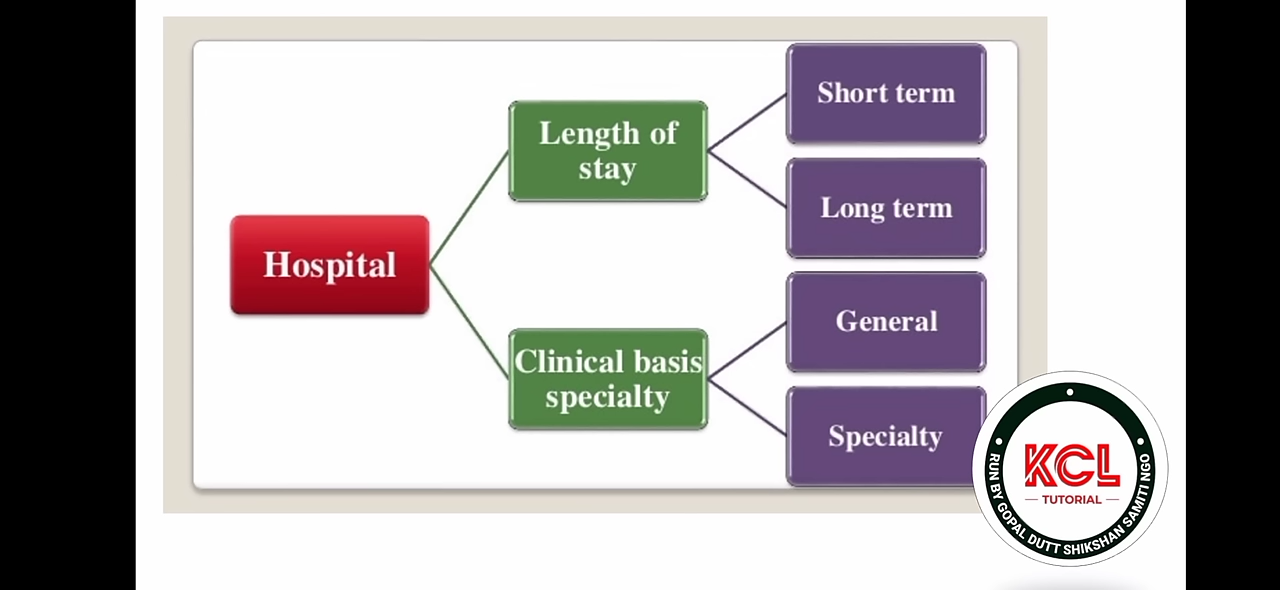 Hospital
Length of
stay
Clinical basis
specialty
Short term
Long term
General
Specialty
KCL
TUTORIAL
RUN BY GOPAL DUTT SHIKSHAN SAMITI NGO